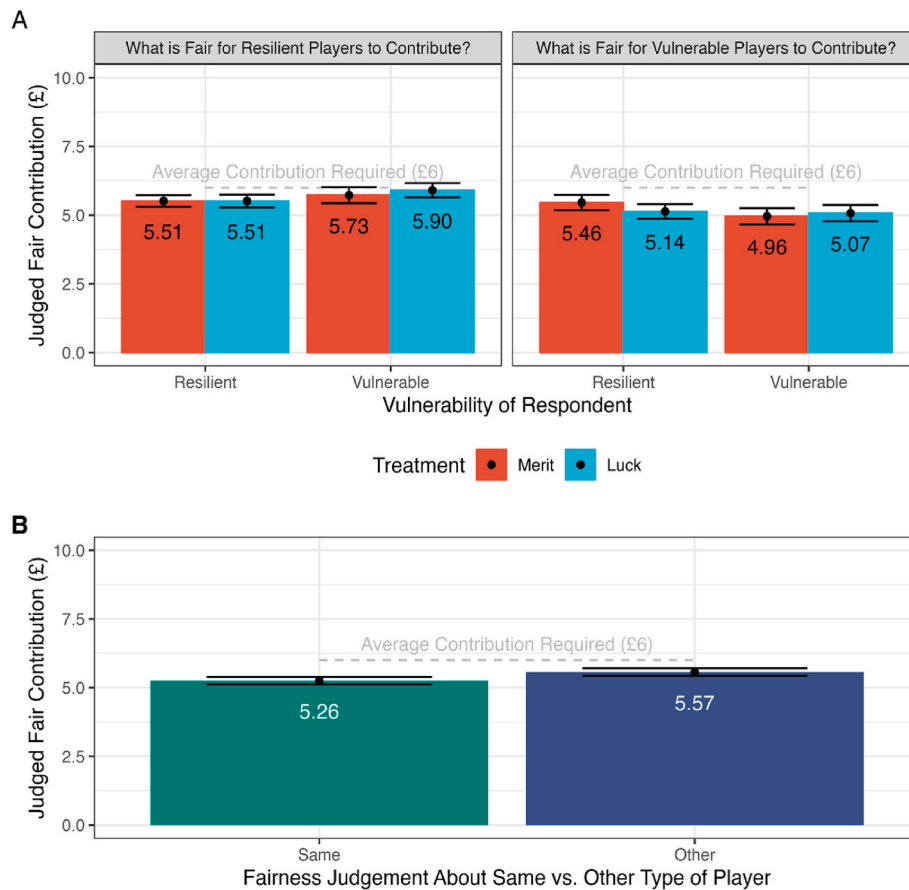 A
What is Fair for Resilient Players to Contribute?
What is Fair for Vulnerable Players to Contribute?
Judged Fair Contribution (£)
10.0
7.5
5.0
2.5
0.0
Average Contribution Required (£6)
5.51
5.51
5.73
5.90
Average Contribution Required (£6)
5.46
5.14
4.96
5.07
Resilient
Vulnerable
Resilient
Vulnerable
Vulnerability of Respondent
Treatment
Merit
Luck
B
Judged Fair Contribution (£)
10.0
7.5
5.0
2.5
0.0
Average Contribution Required (£6)
5.26
5.57
Same
Other
Fairness Judgement About Same vs. Other Type of Player